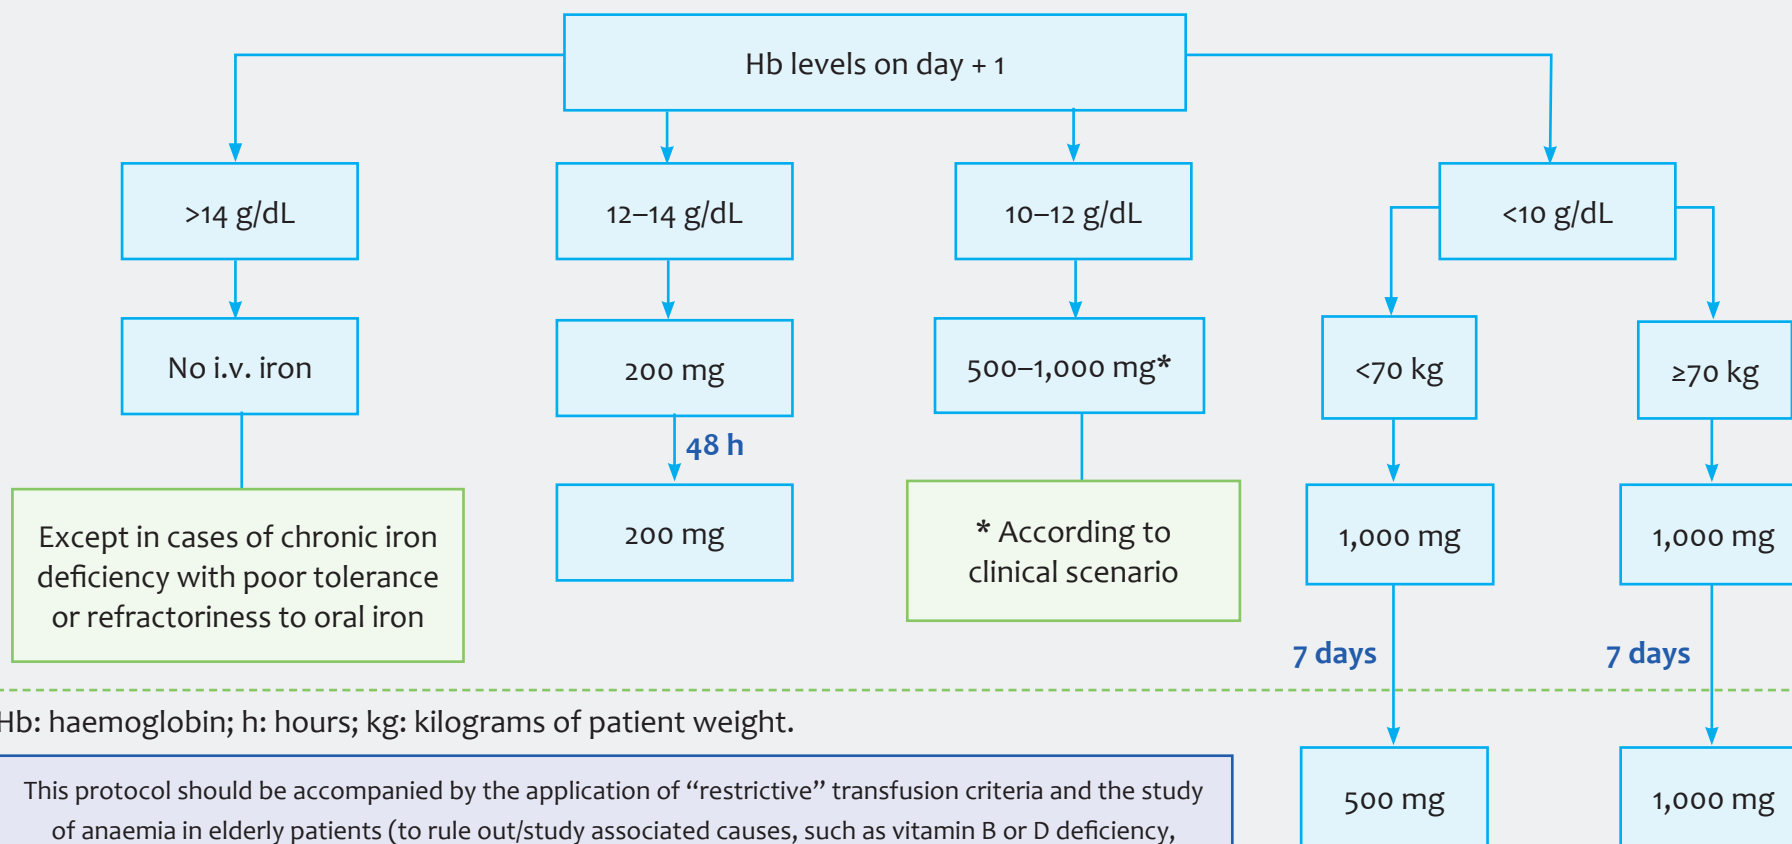 Hb levels on day + 1
>14 g/dL
12–14 g/dL
10–12 g/dL
<10 g/dL
No i.v. iron
200 mg
500–1,000 mg*
<70 kg
≥70 kg
48 h
Except in cases of chronic iron
deficiency with poor tolerance
or refractoriness to oral iron
200 mg
* According to
clinical scenario
1,000 mg
1,000 mg
7 days
7 days
Hb: haemoglobin; h: hours; kg: kilograms of patient weight.
500 mg
1,000 mg
This protocol should be accompanied by the application of “restrictive” transfusion criteria and the study
of anaemia in elderly patients (to rule out/study associated causes, such as vitamin B or D deficiency,